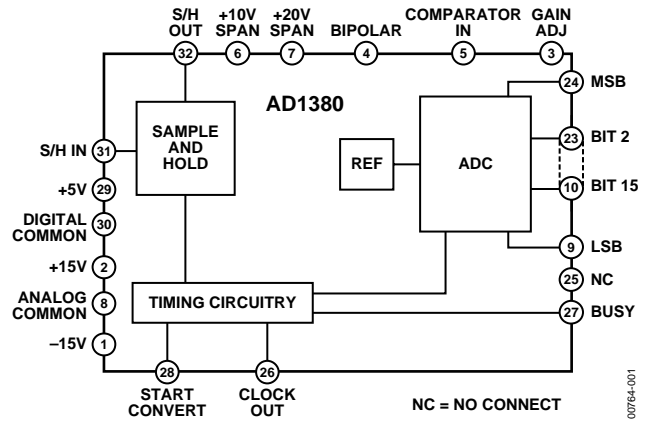 S/H OUT
+10V SPAN
+20V SPAN
BIPOLAR
COMPARATOR IN
GAIN ADJ
32
6
7
4
5
3
AD1380
24
MSB
SAMPLE AND HOLD
23
BIT 2
S/H IN
31
REF
ADC
+5V
29
10
BIT 15
DIGITAL COMMON
30
9
LSB
+15V
2
25
NC
ANALOG COMMON
8
TIMING CIRCUITRY
27
BUSY
–15V
1
28
26
START CONVERT
CLOCK OUT
NC = NO CONNECT
00764-001